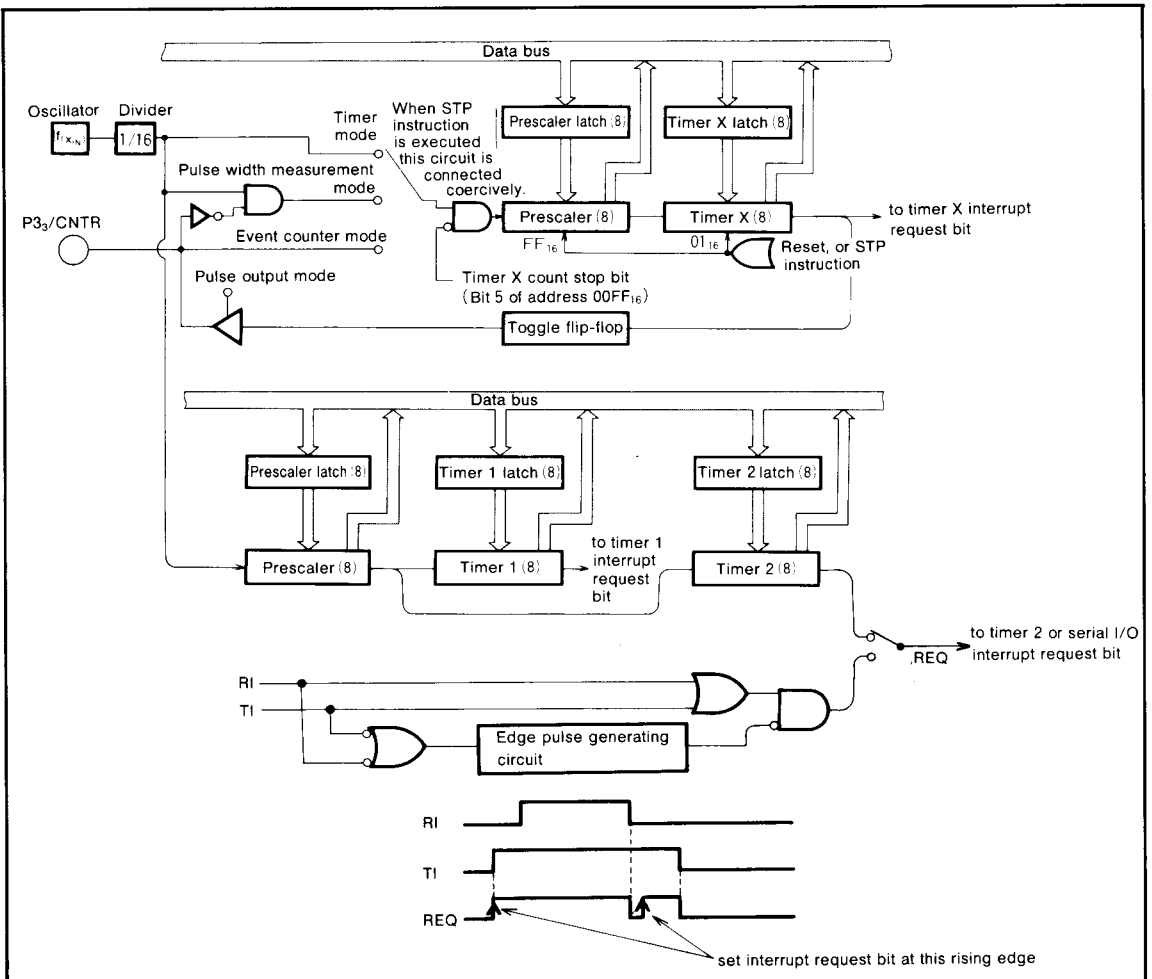 Data bus
Oscillator
Divider
f(XIN)
1/16
Timer
mode
When STP
instruction
is executed
this circuit is
connected
coercively.
Prescaler latch (8)
Timer X latch (8)
Pulse width measurement
mode
P3₃/CNTR
Event counter mode
Prescaler (8)
Timer X (8)
to timer X interrupt
request bit
FF₁₆
01₁₆
Reset, or STP
instruction
Pulse output mode
Timer X count stop bit
(Bit 5 of address 00FF₁₆)
Toggle flip-flop
Data bus
Prescaler latch (8)
Timer 1 latch (8)
Timer 2 latch (8)
to timer 1
interrupt
request
bit
Prescaler (8)
Timer 1 (8)
Timer 2 (8)
to timer 2 or serial I/O
interrupt request bit
REQ
RI
TI
Edge pulse generating
circuit
RI
TI
REQ
set interrupt request bit at this rising edge